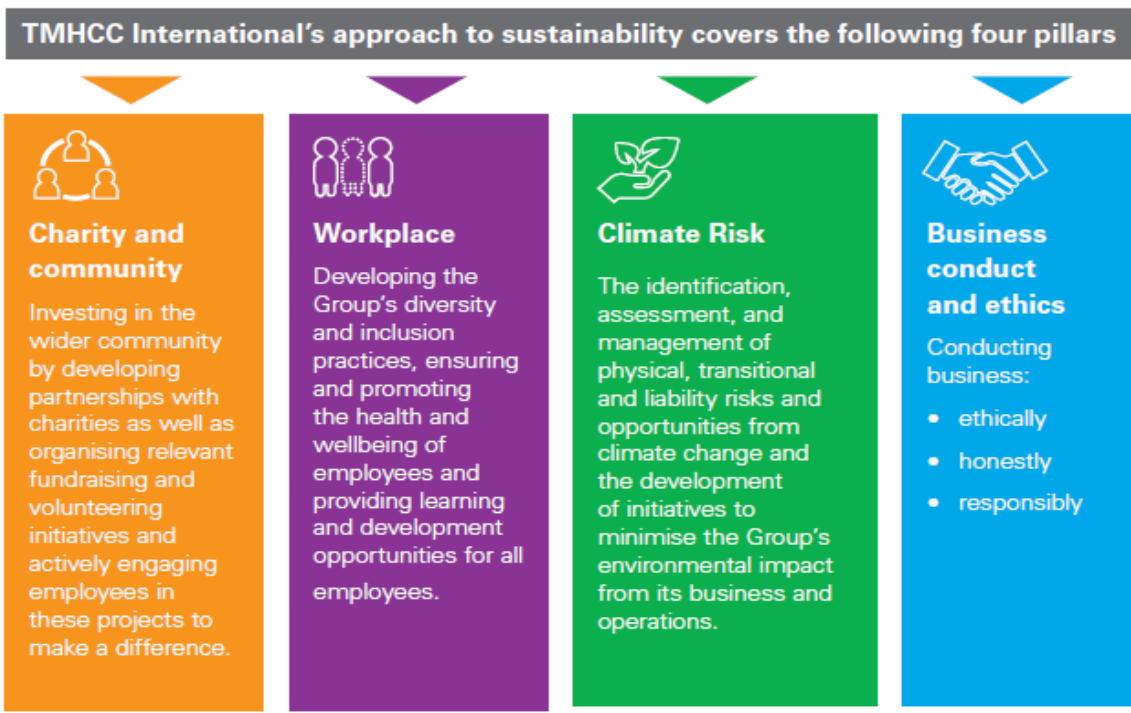 TMHCC International's approach to sustainability covers the following four pillars
Charity and
community
Investing in the
wider community
by developing
partnerships with
charities as well as
organising relevant
fundraising and
volunteering
initiatives and
actively engaging
employees in
these projects to
make a difference.
Workplace
Developing the
Group's diversity
and inclusion
practices, ensuring
and promoting
the health and
wellbeing of
employees and
providing learning
and development
opportunities for all
employees.
Climate Risk
The identification,
assessment, and
management of
physical, transitional
and liability risks and
opportunities from
climate change and
the development
of initiatives to
minimise the Group's
environmental impact
from its business and
operations.
Business
conduct
and ethics
Conducting
business:
• ethically
• honestly
• responsibly